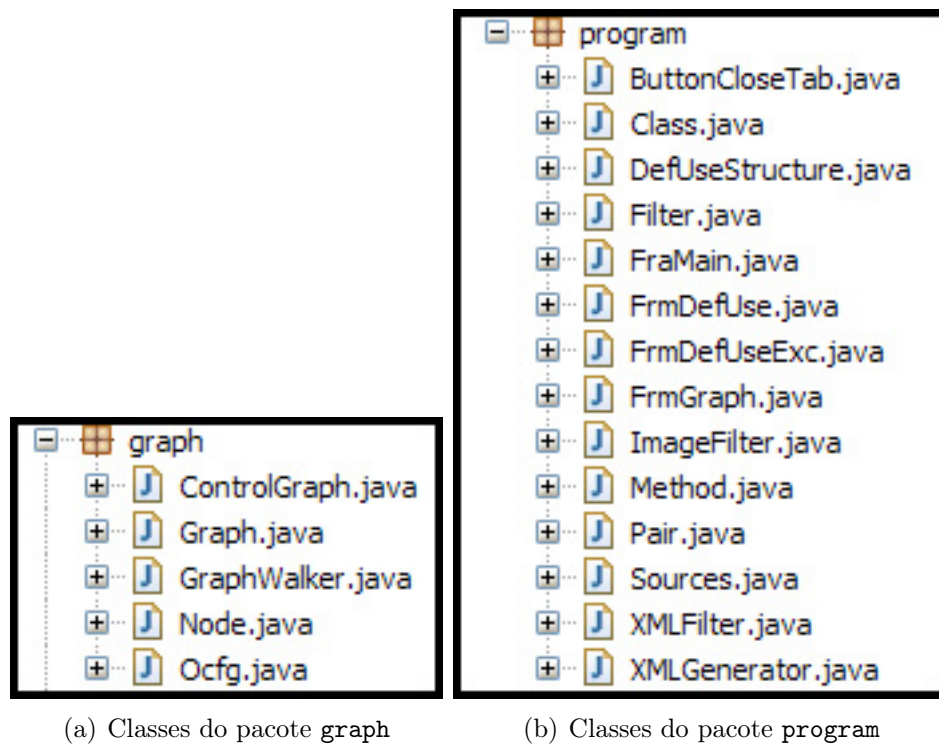 graph
ControlGraph.java
Graph.java
GraphWalker.java
Node.java
Ocfg.java
(a) Classes do pacote graph
program
ButtonCloseTab.java
Class.java
DefUseStructure.java
Filter.java
FraMain.java
FrmDefUse.java
FrmDefUseExc.java
FrmGraph.java
ImageFilter.java
Method.java
Pair.java
Sources.java
XMLFilter.java
XMLGenerator.java
(b) Classes do pacote program